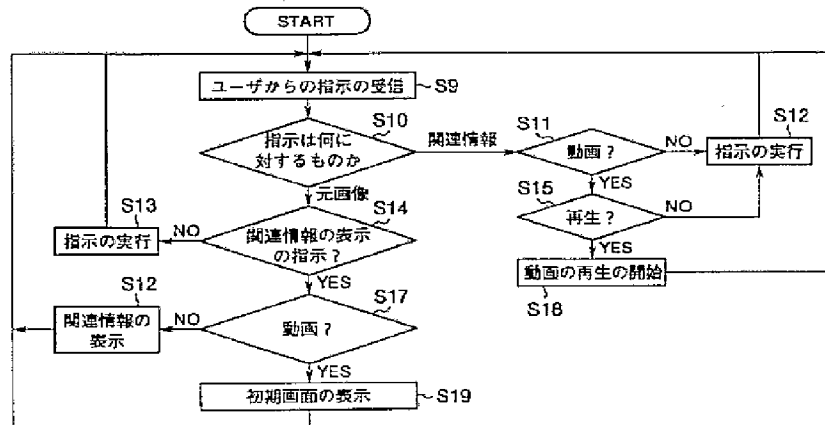 START
ユーザからの指示の受信
S9
S10
指示は何に
対するものか
関連情報
S11
動画?
NO
S12
指示の実行
YES
S15
再生?
NO
YES
動画の再生の開始
S18
元画像
S14
関連情報の表示
の指示?
NO
S13
指示の実行
YES
S17
動画?
NO
S12
関連情報の
表示
YES
初期画面の表示
S19